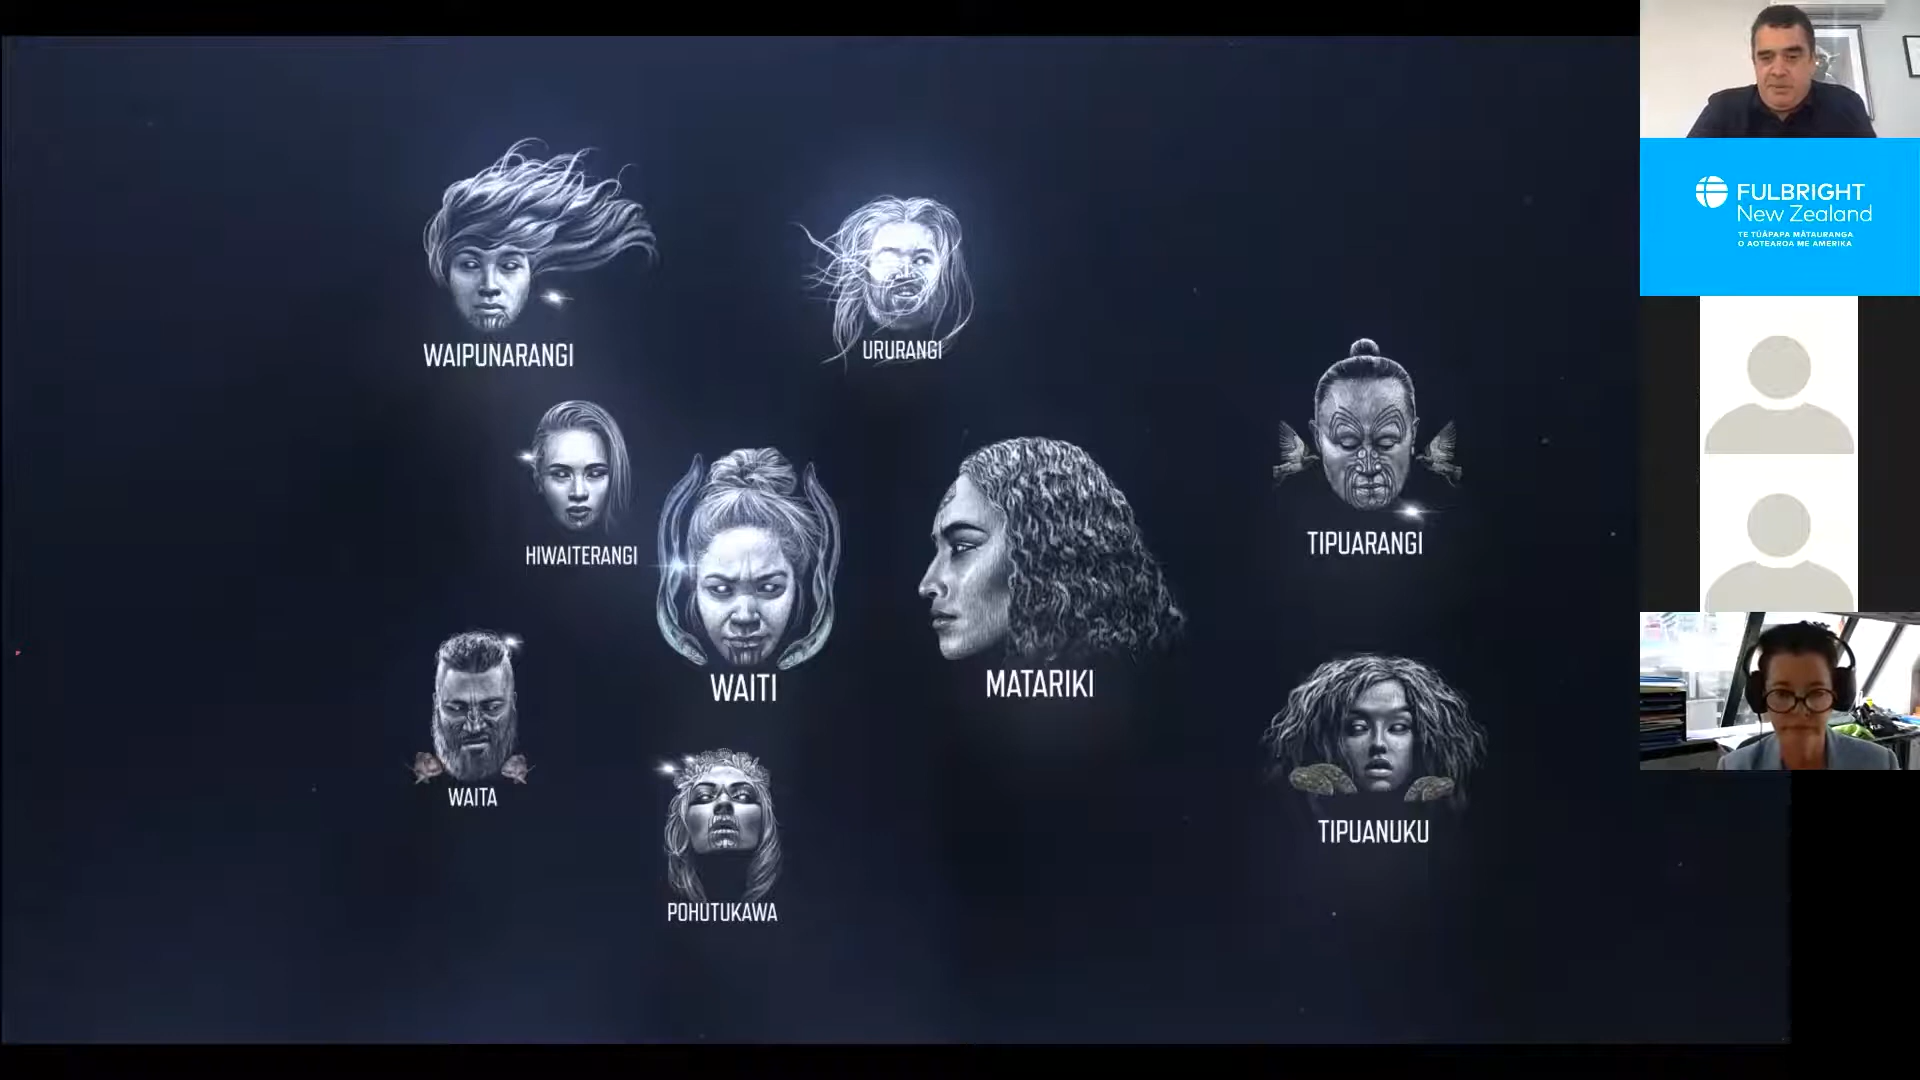 WAIPUNARANGI
URURANGI
HIWAITERANGI
WAITI
MATARIKI
TIPUARANGI
WAITA
TIPUANUKU
POHUTUKAWA
FULBRIGHT
New Zealand
TE TŪĀPAPA MĀTAURANGA
O AOTEAROA ME AMERIKA